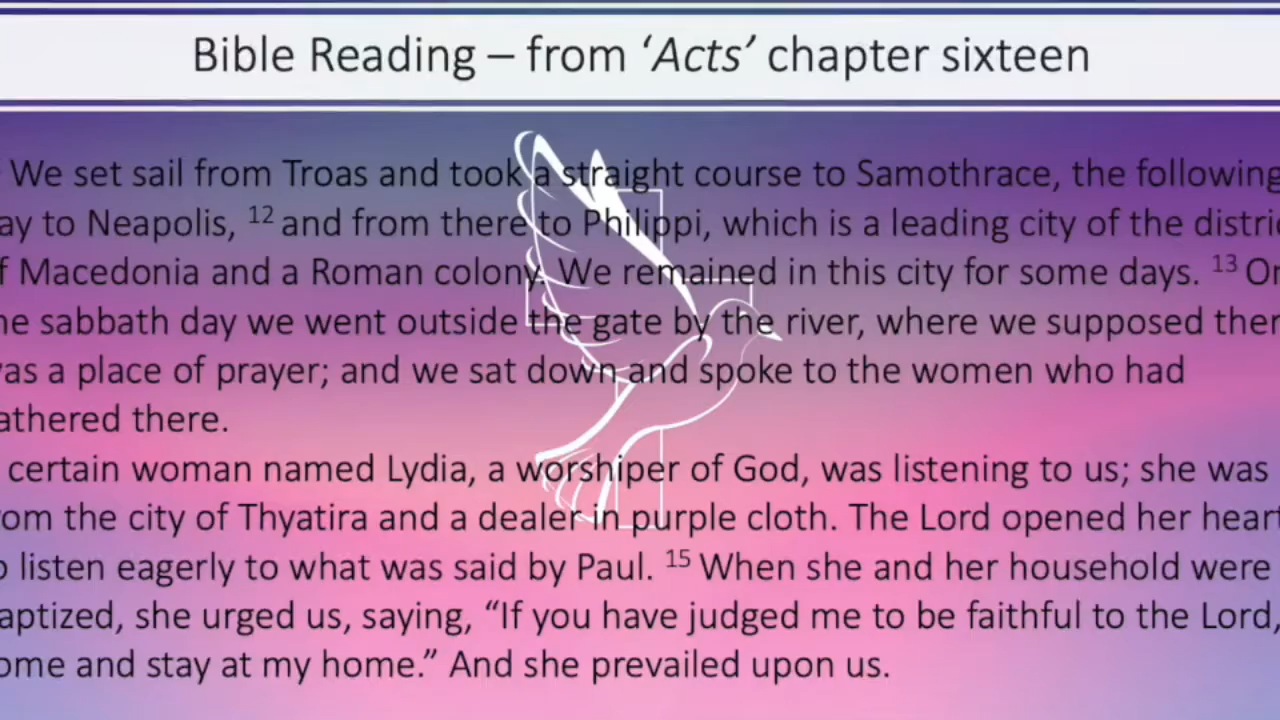 Bible Reading – from ‘Acts’ chapter sixteen
We set sail from Troas and took a straight course to Samothrace, the following
ay to Neapolis, 12 and from there to Philippi, which is a leading city of the distri
f Macedonia and a Roman colony. We remained in this city for some days. 13 On
he sabbath day we went outside the gate by the river, where we supposed ther
as a place of prayer; and we sat down and spoke to the women who had
athered there.
certain woman named Lydia, a worshiper of God, was listening to us; she was
om the city of Thyatira and a dealer in purple cloth. The Lord opened her heart
o listen eagerly to what was said by Paul. 15 When she and her household were
aptized, she urged us, saying, “If you have judged me to be faithful to the Lord,
ome and stay at my home.” And she prevailed upon us.